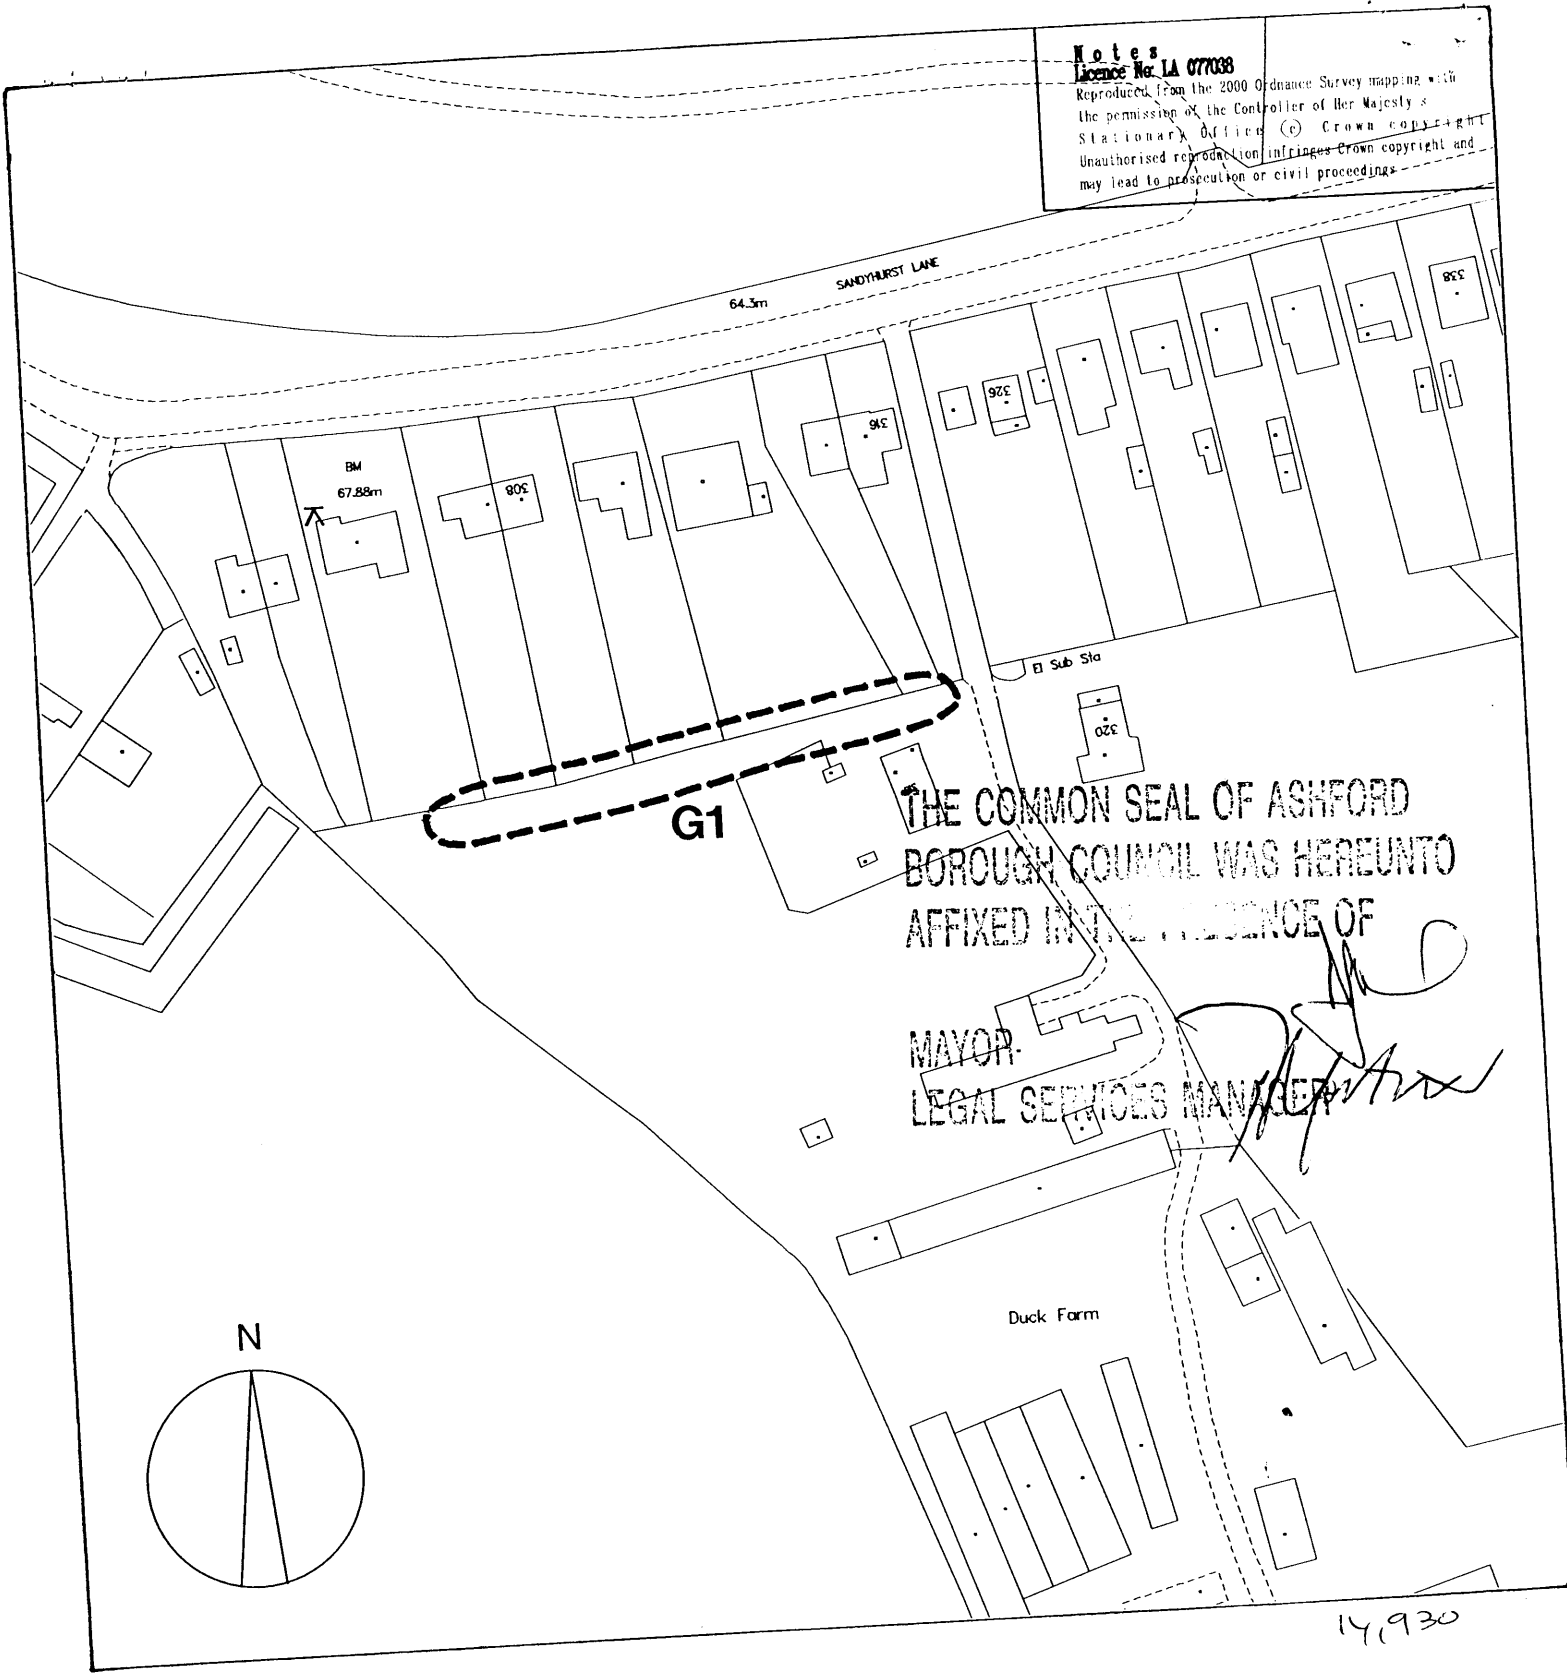 Notes
Licence No: LA 077038
Reproduced from the 2000 Ordnance Survey mapping with
the permission of the Controller of Her Majesty s
Stationary Office (c) Crown copyright
Unauthorised reproduction infringes Crown copyright and
may lead to prosecution or civil proceedings
SANDYHURST LANE
64.3m
338
326
316
BM
67.88m
308
El Sub Sta
320
G1
THE COMMON SEAL OF ASHFORD
BOROUGH COUNCIL WAS HEREUNTO
AFFIXED IN THE PRESENCE OF
MAYOR
LEGAL SERVICES MANAGER
Duck Farm
N
14,930